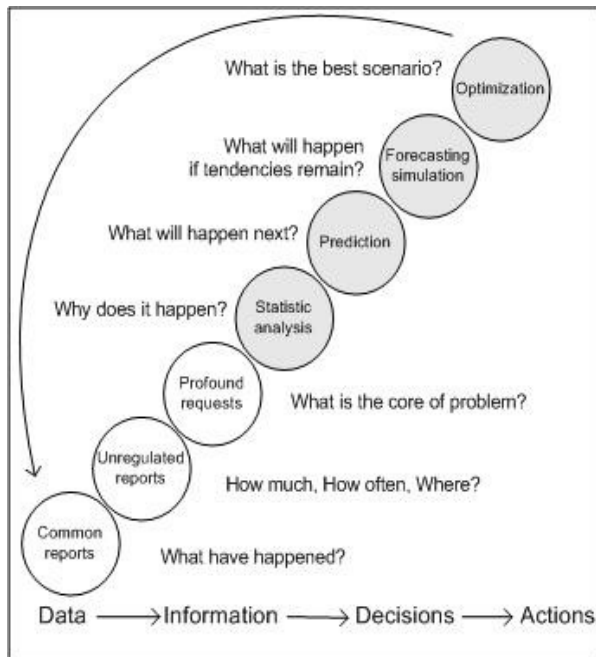 What is the best scenario?
Optimization
What will happen
if tendencies remain?
Forecasting
simulation
What will happen next?
Prediction
Why does it happen?
Statistic
analysis
Profound
requests
What is the core of problem?
Unregulated
reports
How much, How often, Where?
Common
reports
What have happened?
Data → Information → Decisions → Actions